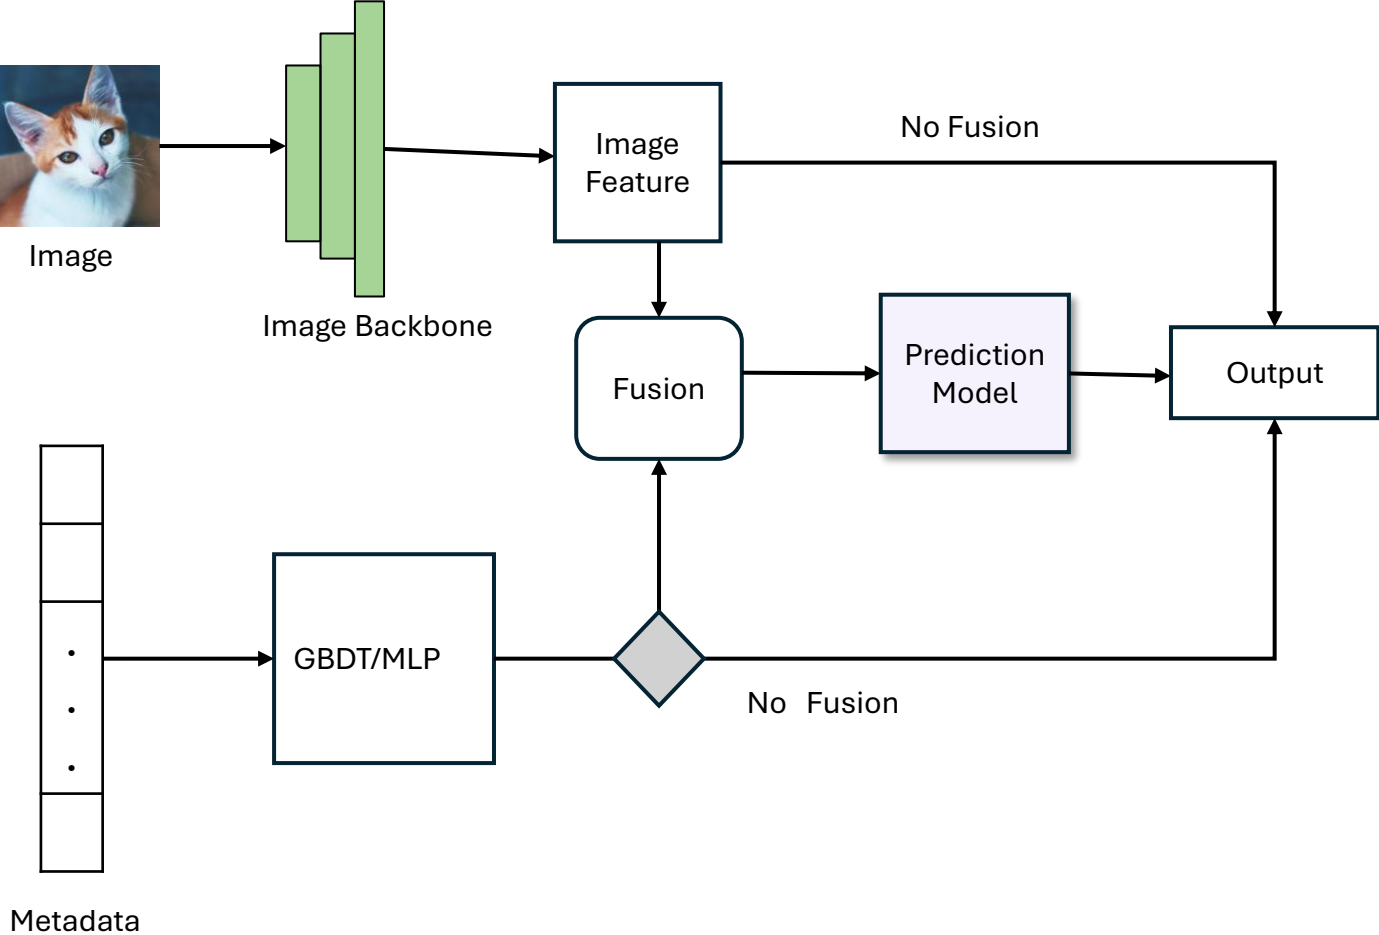 Image
Image Backbone
Image
Feature
No Fusion
Fusion
Prediction
Model
Output
GBDT/MLP
No Fusion
Metadata